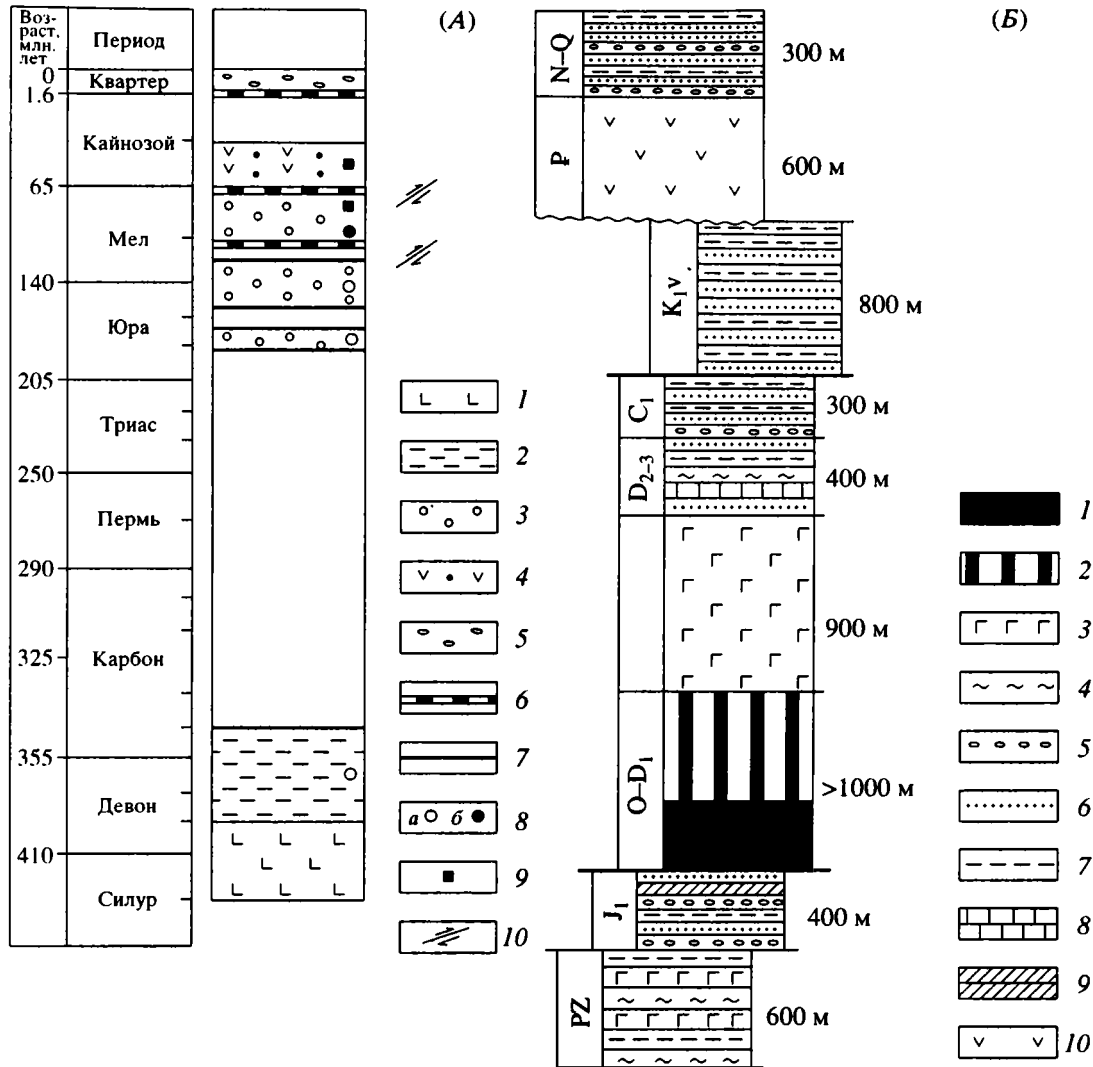 Воз-
раст,
млн.
лет
Период
0
Квартер
1.6
Кайнозой
65
Мел
140
Юра
205
Триас
250
Пермь
290
Карбон
325
355
Девон
410
Силур
(А)
1
2
3
4
5
6
7
а б 8
9
10
(Б)
N–Q
300 м
P
600 м
K₁v
800 м
C₁
300 м
D₂₋₃
400 м
900 м
O–D₁
>1000 м
J₁
400 м
PZ
600 м
1
2
3
4
5
6
7
8
9
10